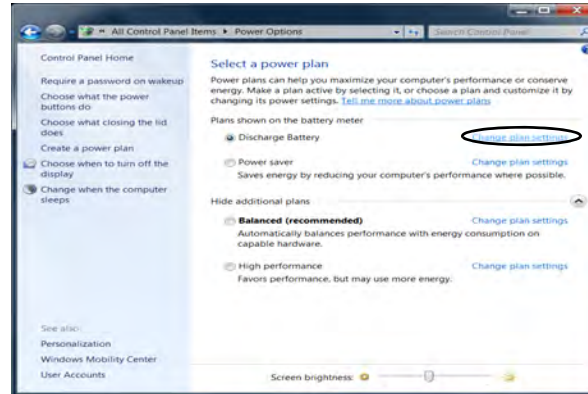 All Control Panel Items ▸ Power Options
Search Control Panel
Control Panel Home
Require a password on wakeup
Choose what the power
buttons do
Choose what closing the lid
does
Create a power plan
Choose when to turn off the
display
Change when the computer
sleeps
See also
Personalization
Windows Mobility Center
User Accounts
Select a power plan
Power plans can help you maximize your computer's performance or conserve
energy. Make a plan active by selecting it, or choose a plan and customize it by
changing its power settings. Tell me more about power plans
Plans shown on the battery meter
Discharge Battery Change plan settings
Power saver Change plan settings
Saves energy by reducing your computer's performance where possible.
Hide additional plans
Balanced (recommended) Change plan settings
Automatically balances performance with energy consumption on
capable hardware.
High performance Change plan settings
Favors performance, but may use more energy.
Screen brightness: